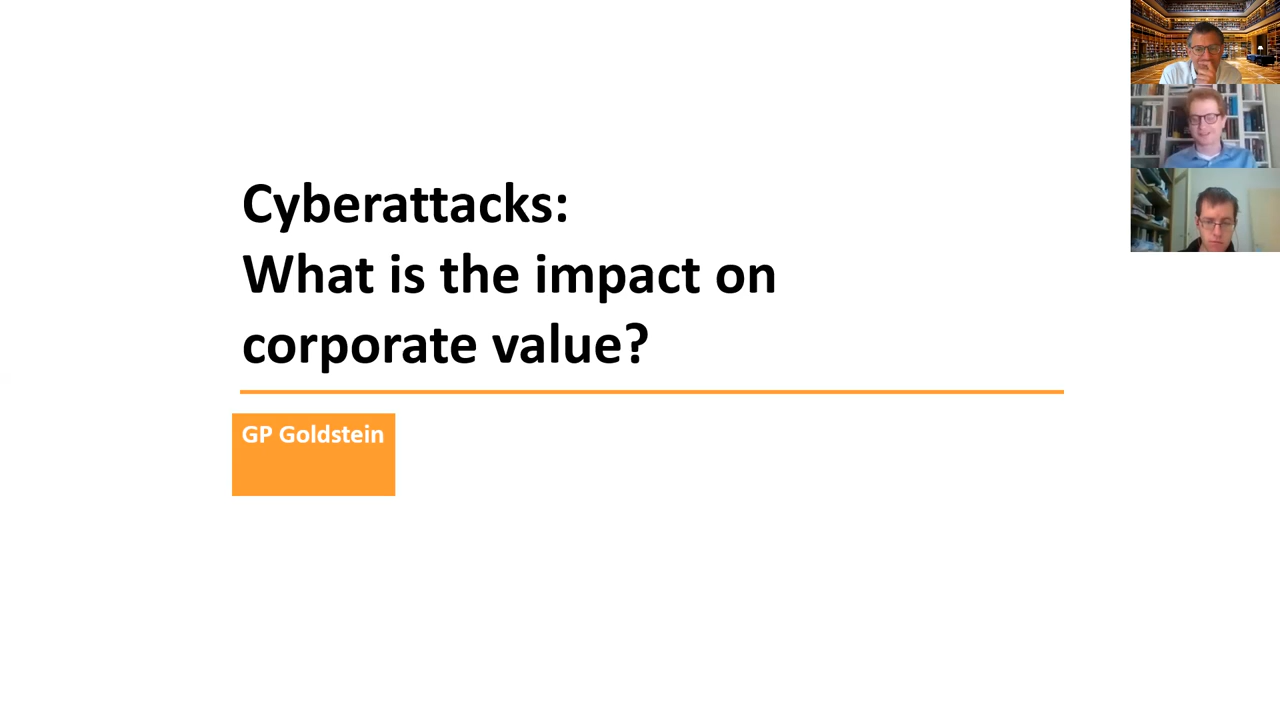 Cyberattacks:
What is the impact on
corporate value?
GP Goldstein